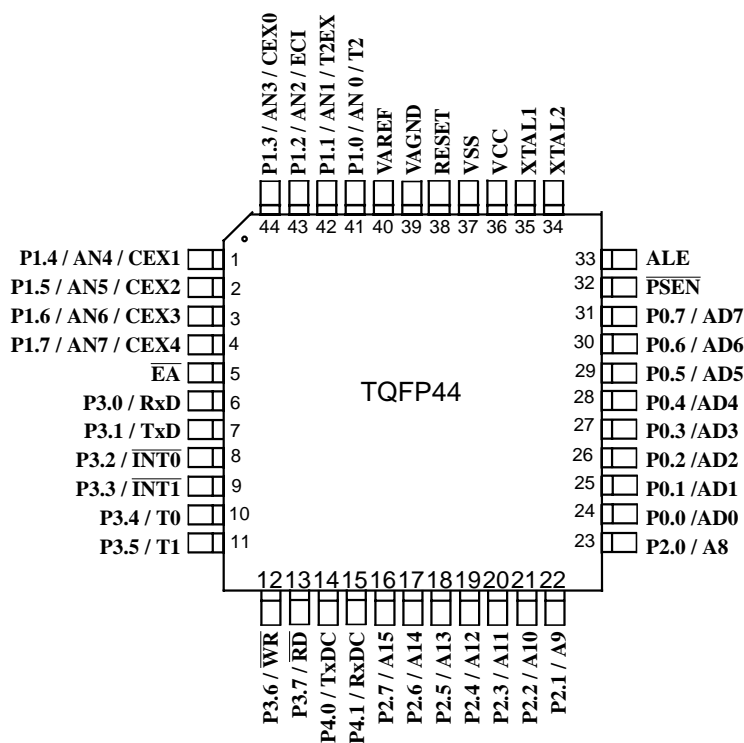 P1.3 / AN3 / CEX0
P1.2 / AN2 / ECI
P1.1 / AN1 / T2EX
P1.0 / AN 0 / T2
VAREF
VAGND
RESET
VSS
VCC
XTAL1
XTAL2
44 43 42 41 40 39 38 37 36 35 34
P1.4 / AN4 / CEX1 1
P1.5 / AN5 / CEX2 2
P1.6 / AN6 / CEX3 3
P1.7 / AN7 / CEX4 4
E̅A̅ 5
P3.0 / RxD 6
P3.1 / TxD 7
P3.2 / I̅N̅T̅0̅ 8
P3.3 / I̅N̅T̅1̅ 9
P3.4 / T0 10
P3.5 / T1 11
TQFP44
33 ALE
32 P̅S̅E̅N̅
31 P0.7 / AD7
30 P0.6 / AD6
29 P0.5 / AD5
28 P0.4 /AD4
27 P0.3 /AD3
26 P0.2 /AD2
25 P0.1 /AD1
24 P0.0 /AD0
23 P2.0 / A8
12 13 14 15 16 17 18 19 20 21 22
P3.6 / W̅R̅
P3.7 / R̅D̅
P4.0 / TxDC
P4.1 / RxDC
P2.7 / A15
P2.6 / A14
P2.5 / A13
P2.4 / A12
P2.3 / A11
P2.2 / A10
P2.1 / A9